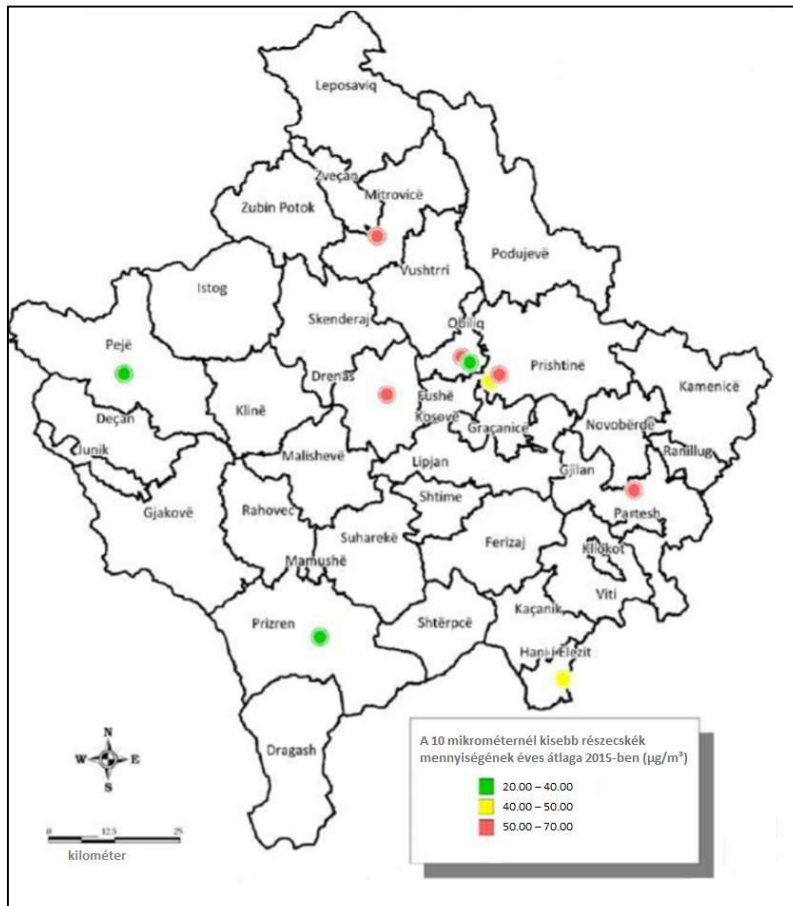 Leposaviq
Zveçan
Mitrovicë
Zubin Potok
Podujevë
Vushtrri
Istog
Skenderaj
Obiliq
Pejë
Prishtinë
Drenas
Kamenicë
Klinë
Fushë
Kosovë
Deçan
Graçanicë
Novobërdë
Junik
Malishevë
Lipjan
Gjilan
Ranillug
Gjakovë
Rahovec
Shtime
Partesh
Suharekë
Ferizaj
Kllokot
Mamushë
Viti
Prizren
Shtërpcë
Kaçanik
Hani i Elezit
Dragash
N
W E
S
0 12.5 25
kilométer
A 10 mikrométernél kisebb részecskék
mennyiségének éves átlaga 2015-ben (µg/m³)
20.00 – 40.00
40.00 – 50.00
50.00 – 70.00